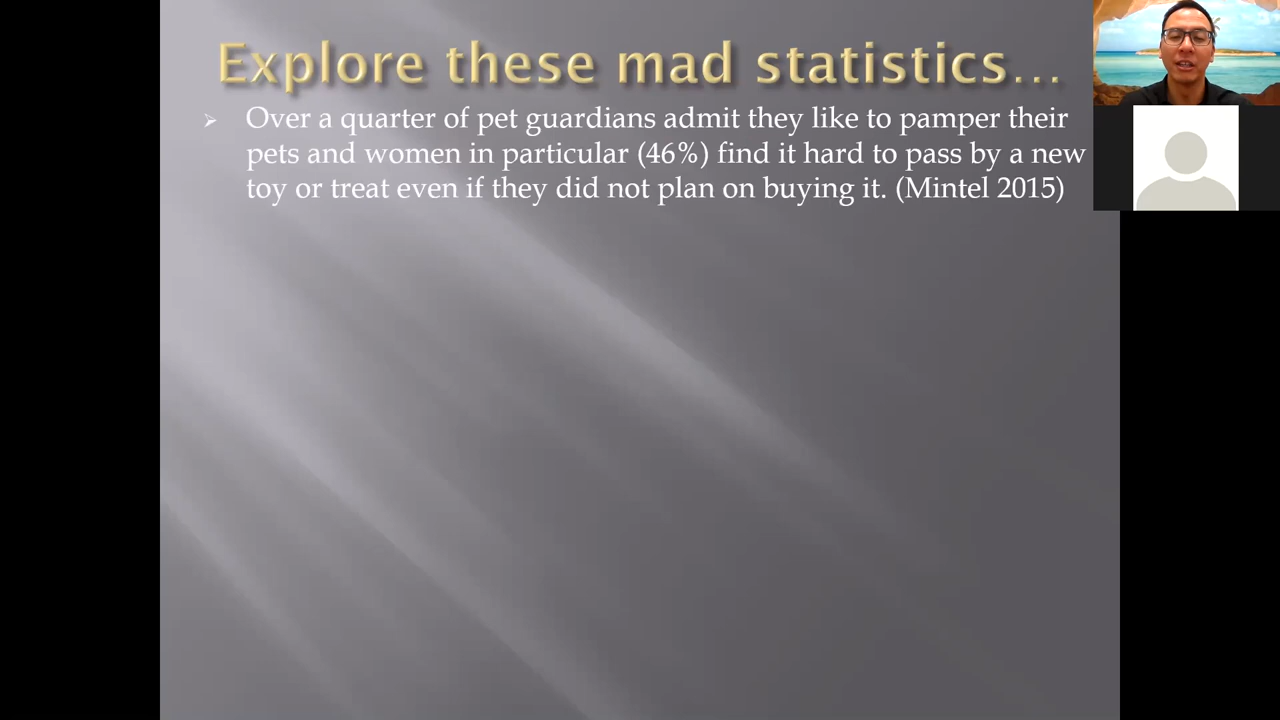 Explore these mad statistics…
➢ Over a quarter of pet guardians admit they like to pamper their
pets and women in particular (46%) find it hard to pass by a new
toy or treat even if they did not plan on buying it. (Mintel 2015)